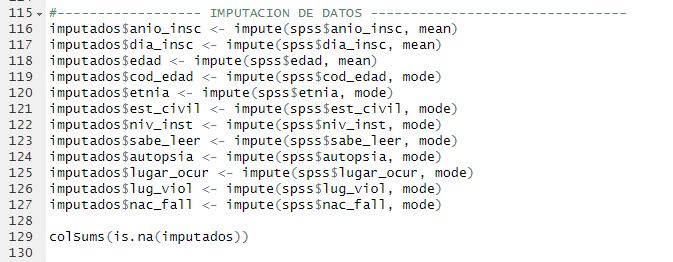 115 #------------------ IMPUTACION DE DATOS ---------------------------------
116 imputados$anio_insc <- impute(spss$anio_insc, mean)
117 imputados$dia_insc <- impute(spss$dia_insc, mean)
118 imputados$edad <- impute(spss$edad, mean)
119 imputados$cod_edad <- impute(spss$cod_edad, mode)
120 imputados$etnia <- impute(spss$etnia, mode)
121 imputados$est_civil <- impute(spss$est_civil, mode)
122 imputados$niv_inst <- impute(spss$niv_inst, mode)
123 imputados$sabe_leer <- impute(spss$sabe_leer, mode)
124 imputados$autopsia <- impute(spss$autopsia, mode)
125 imputados$lugar_ocur <- impute(spss$lugar_ocur, mode)
126 imputados$lug_viol <- impute(spss$lug_viol, mode)
127 imputados$nac_fall <- impute(spss$nac_fall, mode)
128
129 colSums(is.na(imputados))
130